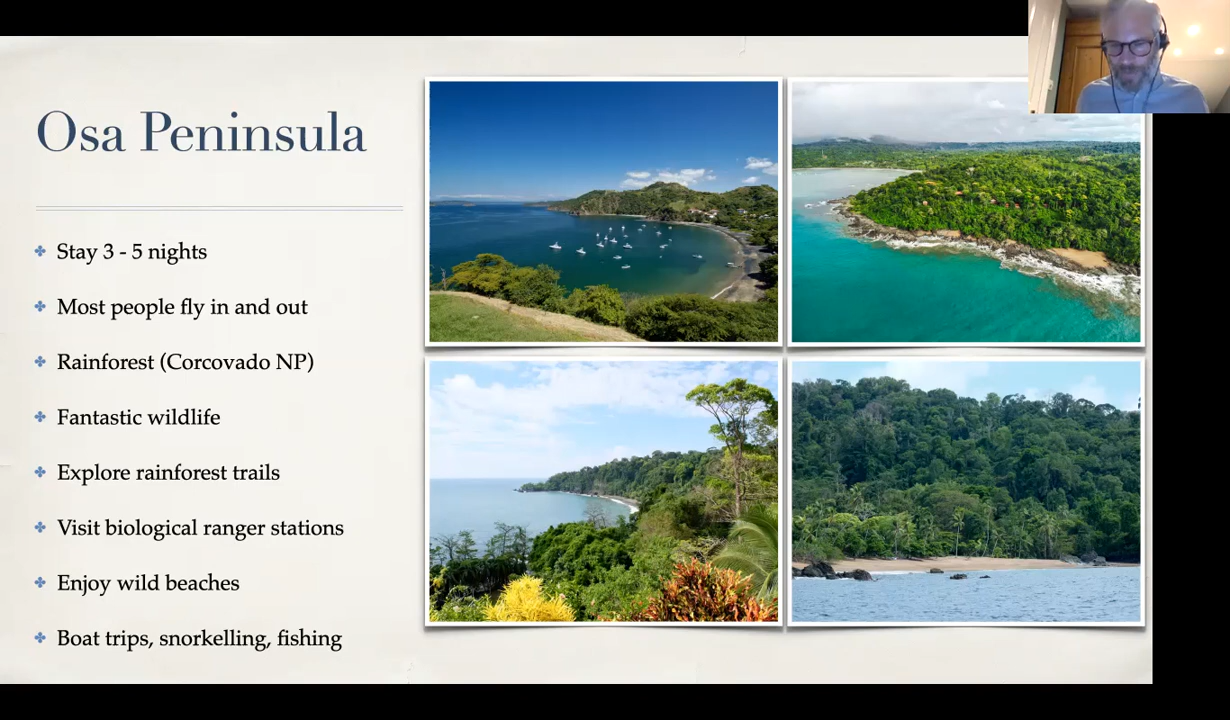 Osa Peninsula
Stay 3 - 5 nights
Most people fly in and out
Rainforest (Corcovado NP)
Fantastic wildlife
Explore rainforest trails
Visit biological ranger stations
Enjoy wild beaches
Boat trips, snorkelling, fishing